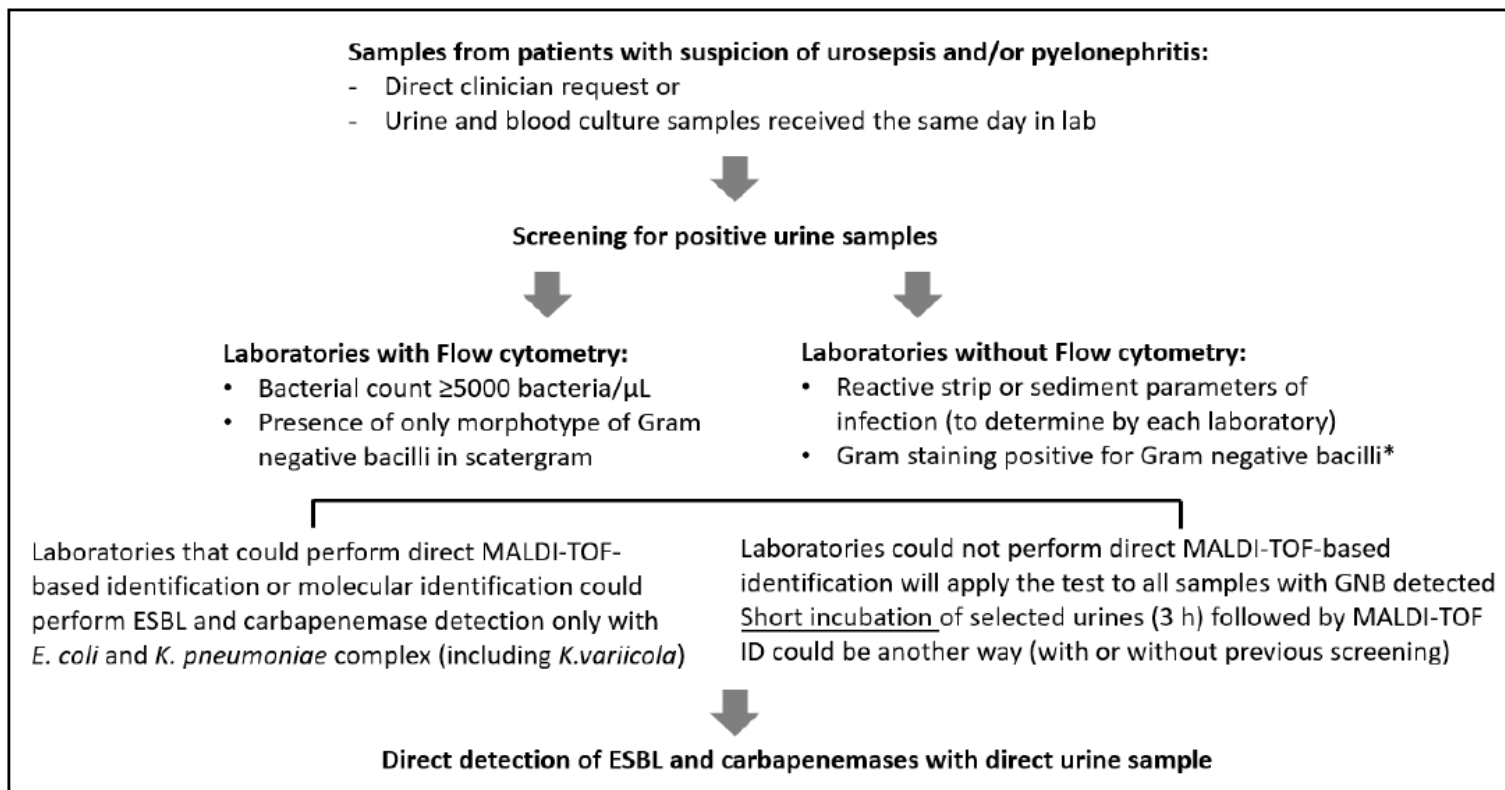 Samples from patients with suspicion of urosepsis and/or pyelonephritis:
- Direct clinician request or
- Urine and blood culture samples received the same day in lab
Screening for positive urine samples
Laboratories with Flow cytometry:
• Bacterial count ≥5000 bacteria/µL
• Presence of only morphotype of Gram
negative bacilli in scatergram
Laboratories without Flow cytometry:
• Reactive strip or sediment parameters of
infection (to determine by each laboratory)
• Gram staining positive for Gram negative bacilli*
Laboratories that could perform direct MALDI-TOF-
based identification or molecular identification could
perform ESBL and carbapenemase detection only with
E. coli and K. pneumoniae complex (including K.variicola)
Laboratories could not perform direct MALDI-TOF-based
identification will apply the test to all samples with GNB detected
Short incubation of selected urines (3 h) followed by MALDI-TOF
ID could be another way (with or without previous screening)
Direct detection of ESBL and carbapenemases with direct urine sample